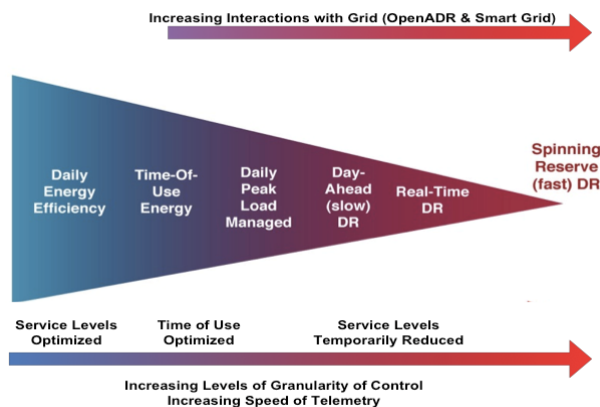 Increasing Interactions with Grid (OpenADR & Smart Grid)
Daily
Energy
Efficiency
Time-Of-
Use
Energy
Daily
Peak
Load
Managed
Day-
Ahead
(slow)
DR
Real-Time
DR
Spinning
Reserve
(fast) DR
Service Levels
Optimized
Time of Use
Optimized
Service Levels
Temporarily Reduced
Increasing Levels of Granularity of Control
Increasing Speed of Telemetry